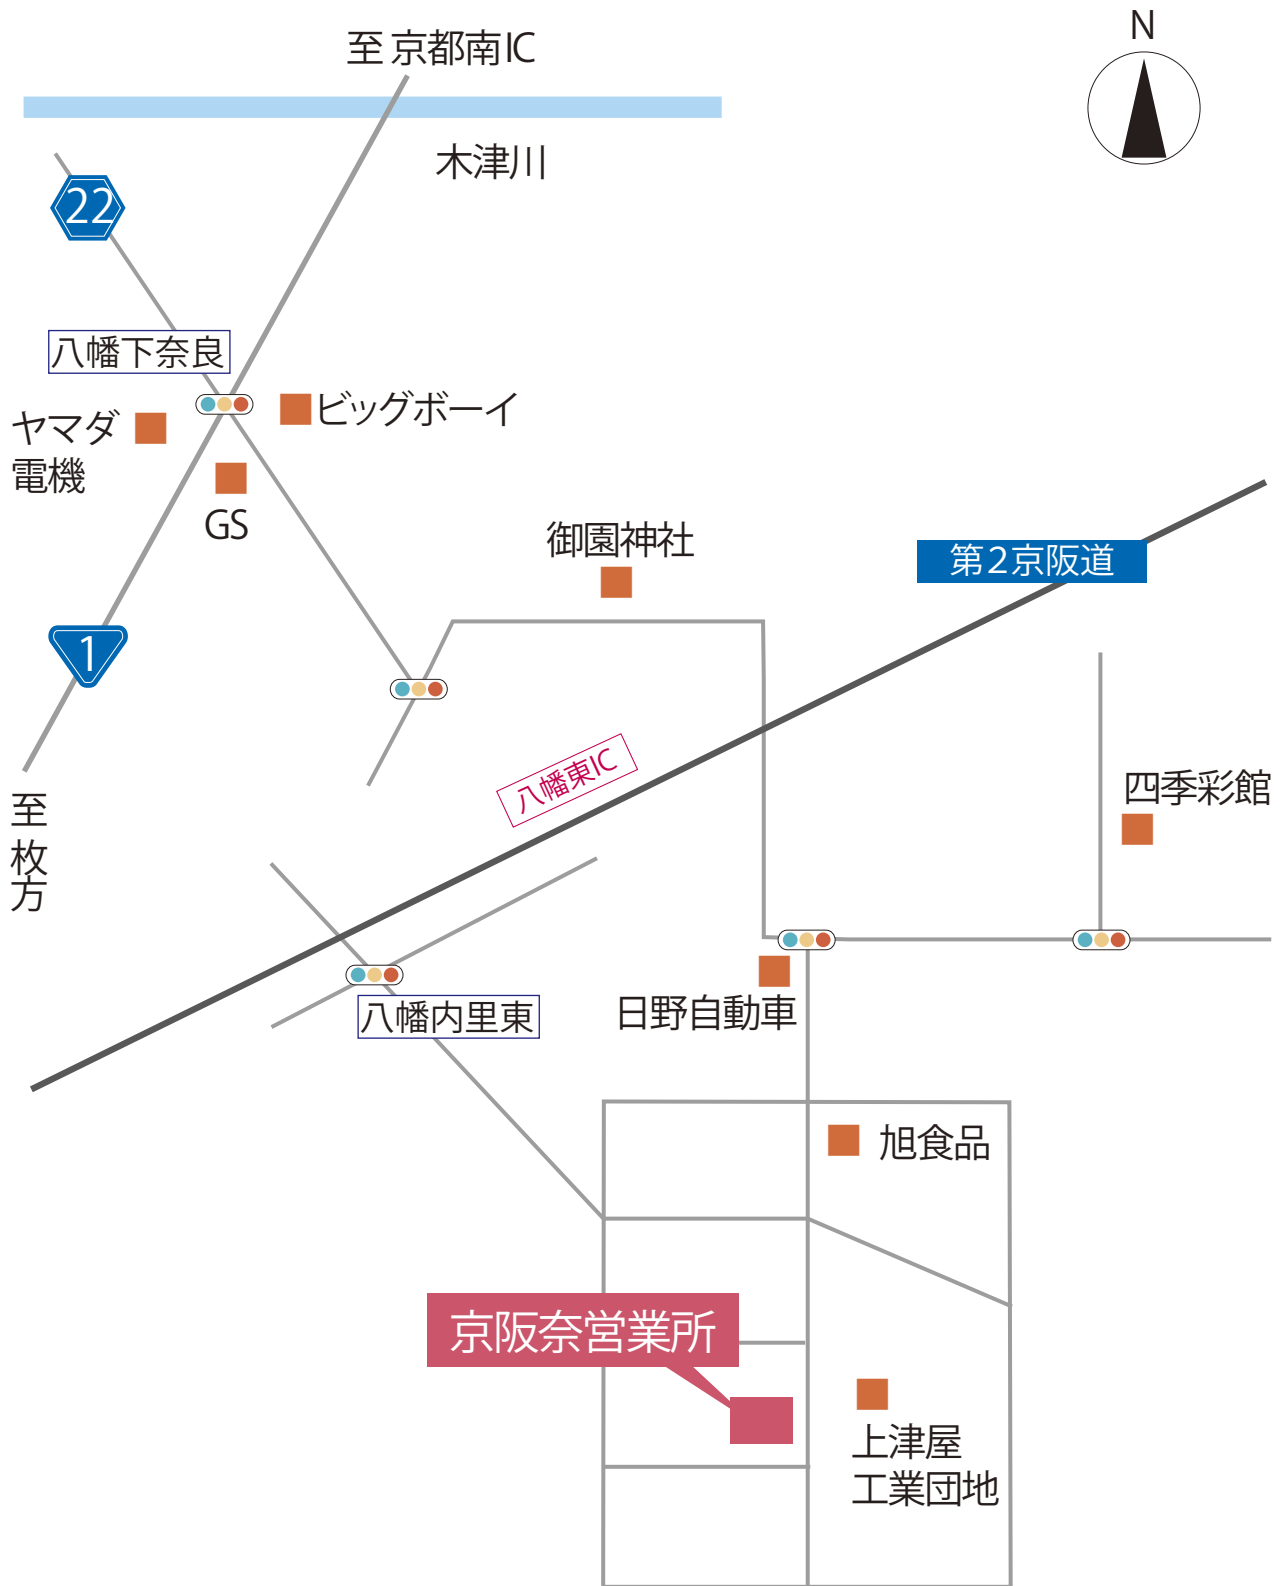 至 京都南IC
N
木津川
22
八幡下奈良
ビッグボーイ
ヤマダ
電機
GS
御園神社
第2京阪道
1
八幡東IC
四季彩館
至 枚方
八幡内里東
日野自動車
旭食品
京阪奈営業所
上津屋
工業団地